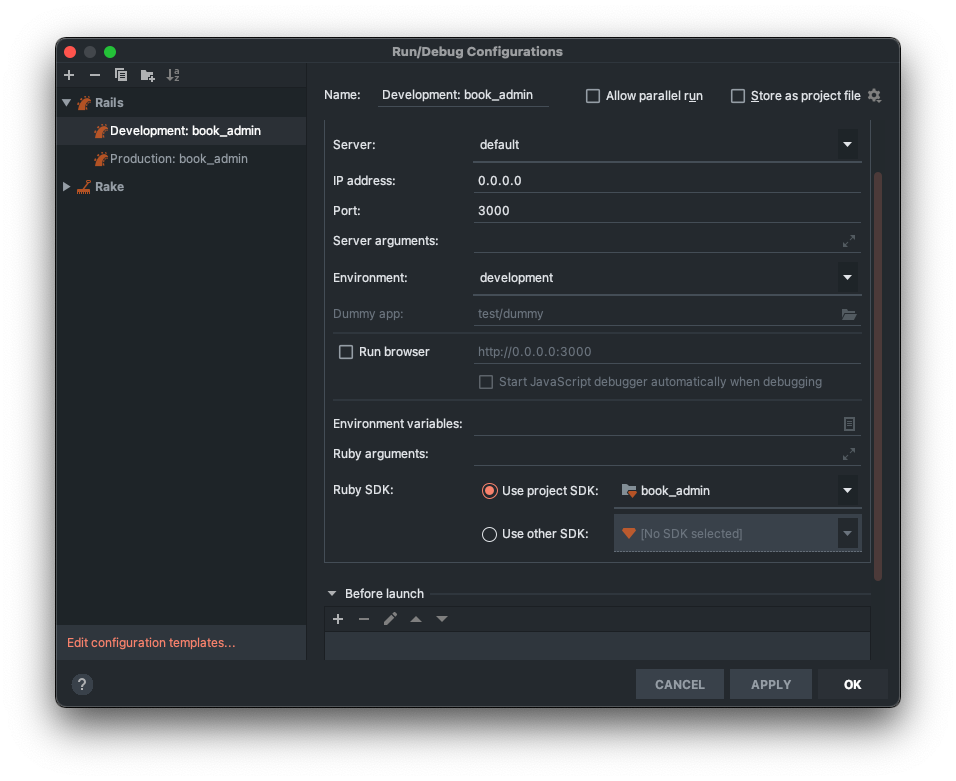 Run/Debug Configurations
Rails
Development: book_admin
Production: book_admin
Rake
Edit configuration templates...
Name: Development: book_admin Allow parallel run Store as project file
Server: default
IP address: 0.0.0.0
Port: 3000
Server arguments:
Environment: development
Dummy app: test/dummy
Run browser http://0.0.0.0:3000
Start JavaScript debugger automatically when debugging
Environment variables:
Ruby arguments:
Ruby SDK: Use project SDK: book_admin
Use other SDK: [No SDK selected]
Before launch
? CANCEL APPLY OK